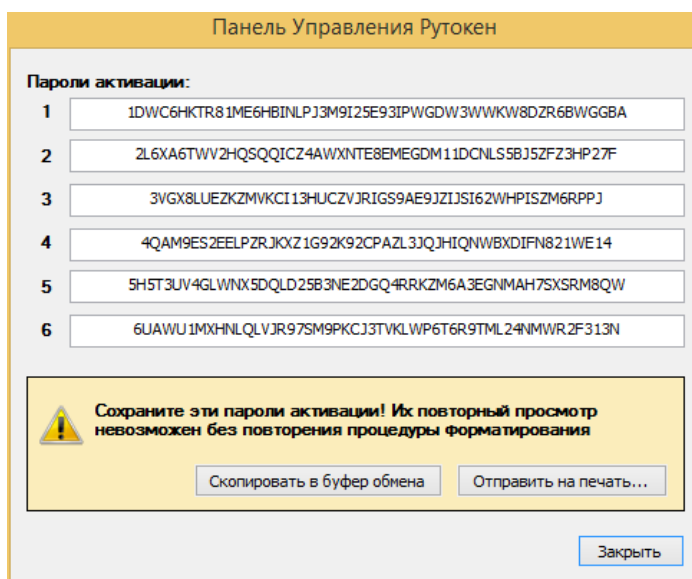 Панель Управления Рутокен
Пароли активации:
1 1DWC6HKTR81ME6HBINLPJ3M9I25E93IPWGDW3WWKW8DZR6BWGGBA
2 2L6XA6TWV2HQSQQICZ4AWXNTE8EMEGDM11DCNLS5BJ5ZFZ3HP27F
3 3VGX8LUEZKZMVKCI13HUCZVJRIGS9AE9JZIJSI62WHPISZM6RPPJ
4 4QAM9ES2EELPZRJKXZ1G92K92CPAZL3JQJHIQNWBXDIFN821WE14
5 5H5T3UV4GLWNX5DQLD25B3NE2DGQ4RRKZM6A3EGNMAH7SXSRM8QW
6 6UAWU1MXHNLQLVJR97SM9PKCJ3TVKLWP6T6R9TML24NMWR2F313N
Сохраните эти пароли активации! Их повторный просмотр
невозможен без повторения процедуры форматирования
Скопировать в буфер обмена Отправить на печать...
Закрыть